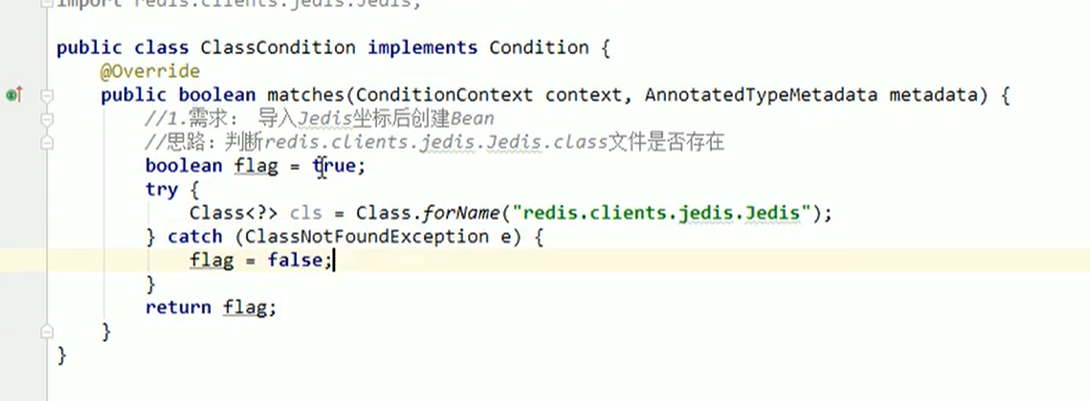 import redis.clients.jedis.Jedis;
public class ClassCondition implements Condition {
@Override
public boolean matches(ConditionContext context, AnnotatedTypeMetadata metadata) {
//1.需求： 导入Jedis坐标后创建Bean
//思路：判断redis.clients.jedis.Jedis.class文件是否存在
boolean flag = true;
try {
Class<?> cls = Class.forName("redis.clients.jedis.Jedis");
} catch (ClassNotFoundException e) {
flag = false;
}
return flag;
}
}